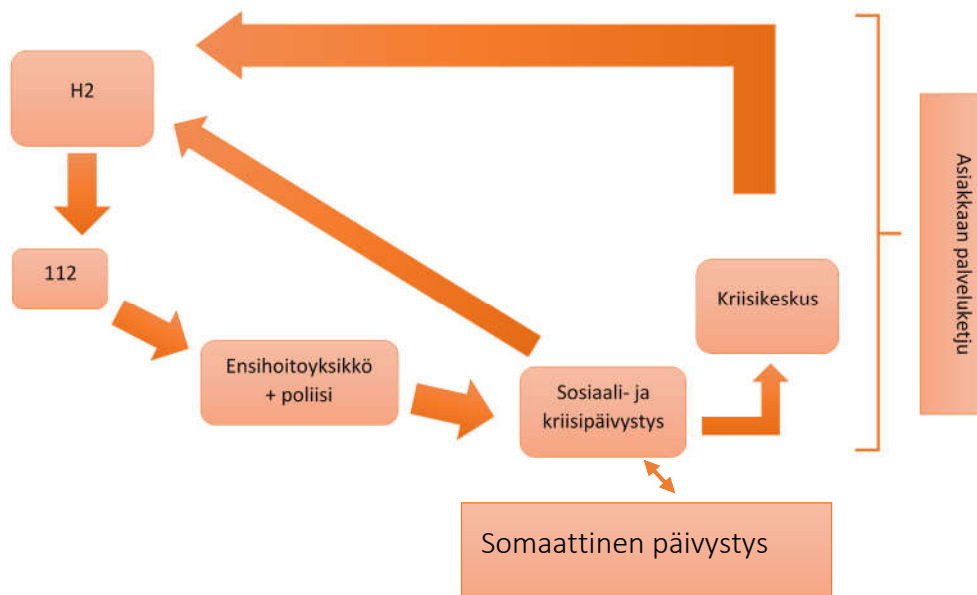 H2
112
Ensihoitoyksikkö
+ poliisi
Sosiaali- ja
kriisipäivystys
Kriisikeskus
Somaattinen päivystys
Asiakkaan palveluketju